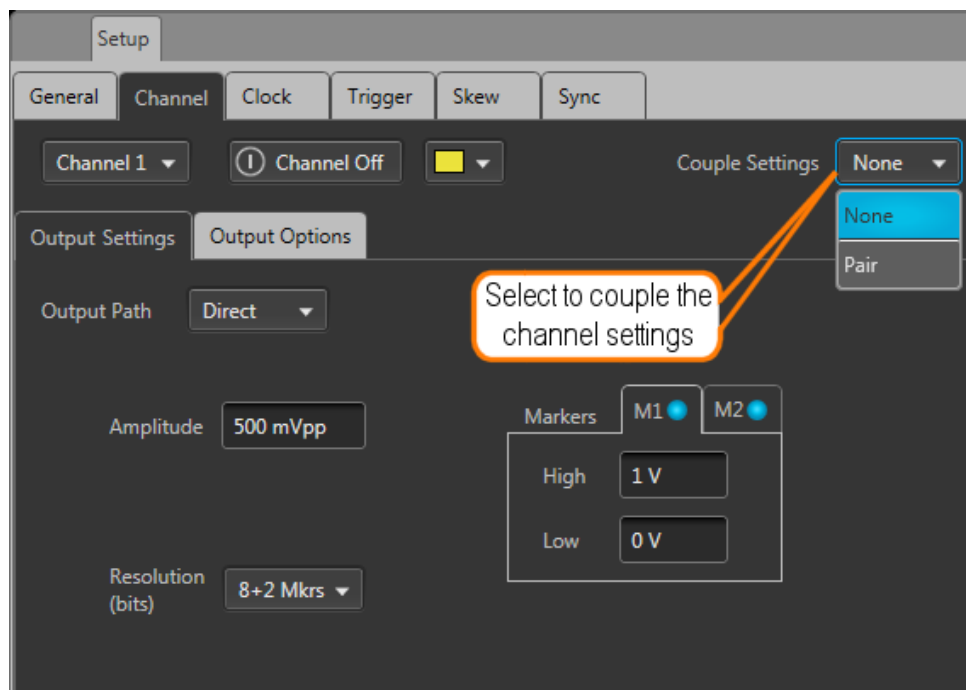 Setup
General Channel Clock Trigger Skew Sync
Channel 1 Channel Off Couple Settings None
None
Pair
Output Settings Output Options
Select to couple the
channel settings
Output Path Direct
Amplitude 500 mVpp
Markers M1 M2
High 1 V
Low 0 V
Resolution
(bits)
8+2 Mkrs